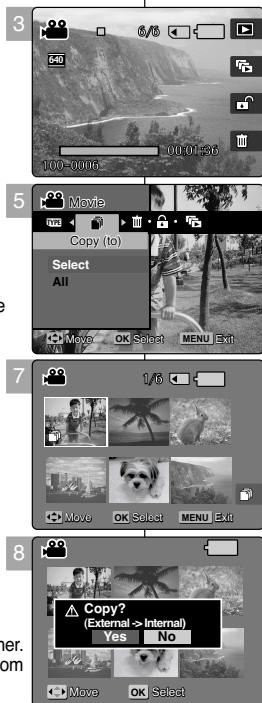 3
6/6
640
00:01:36
100-0006
5
Movie
TYPE
Copy (to)
Select
All
e
Move OK Select MENU Exit
7
1/6
Move OK Select MENU Exit
8
Copy?
(External -> Internal)
Yes No
her.
om
Move OK Select